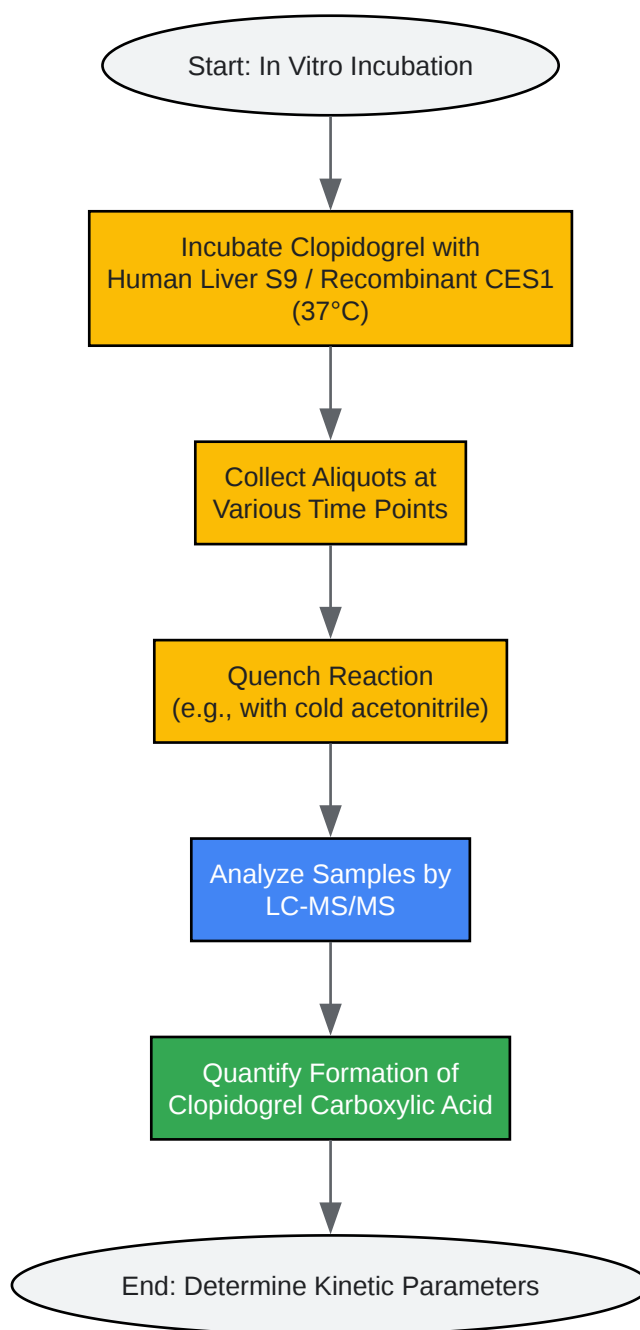 Start: In Vitro Incubation
Incubate Clopidogrel with
Human Liver S9 / Recombinant CES1
(37°C)
Collect Aliquots at
Various Time Points
Quench Reaction
(e.g., with cold acetonitrile)
Analyze Samples by
LC-MS/MS
Quantify Formation of
Clopidogrel Carboxylic Acid
End: Determine Kinetic Parameters